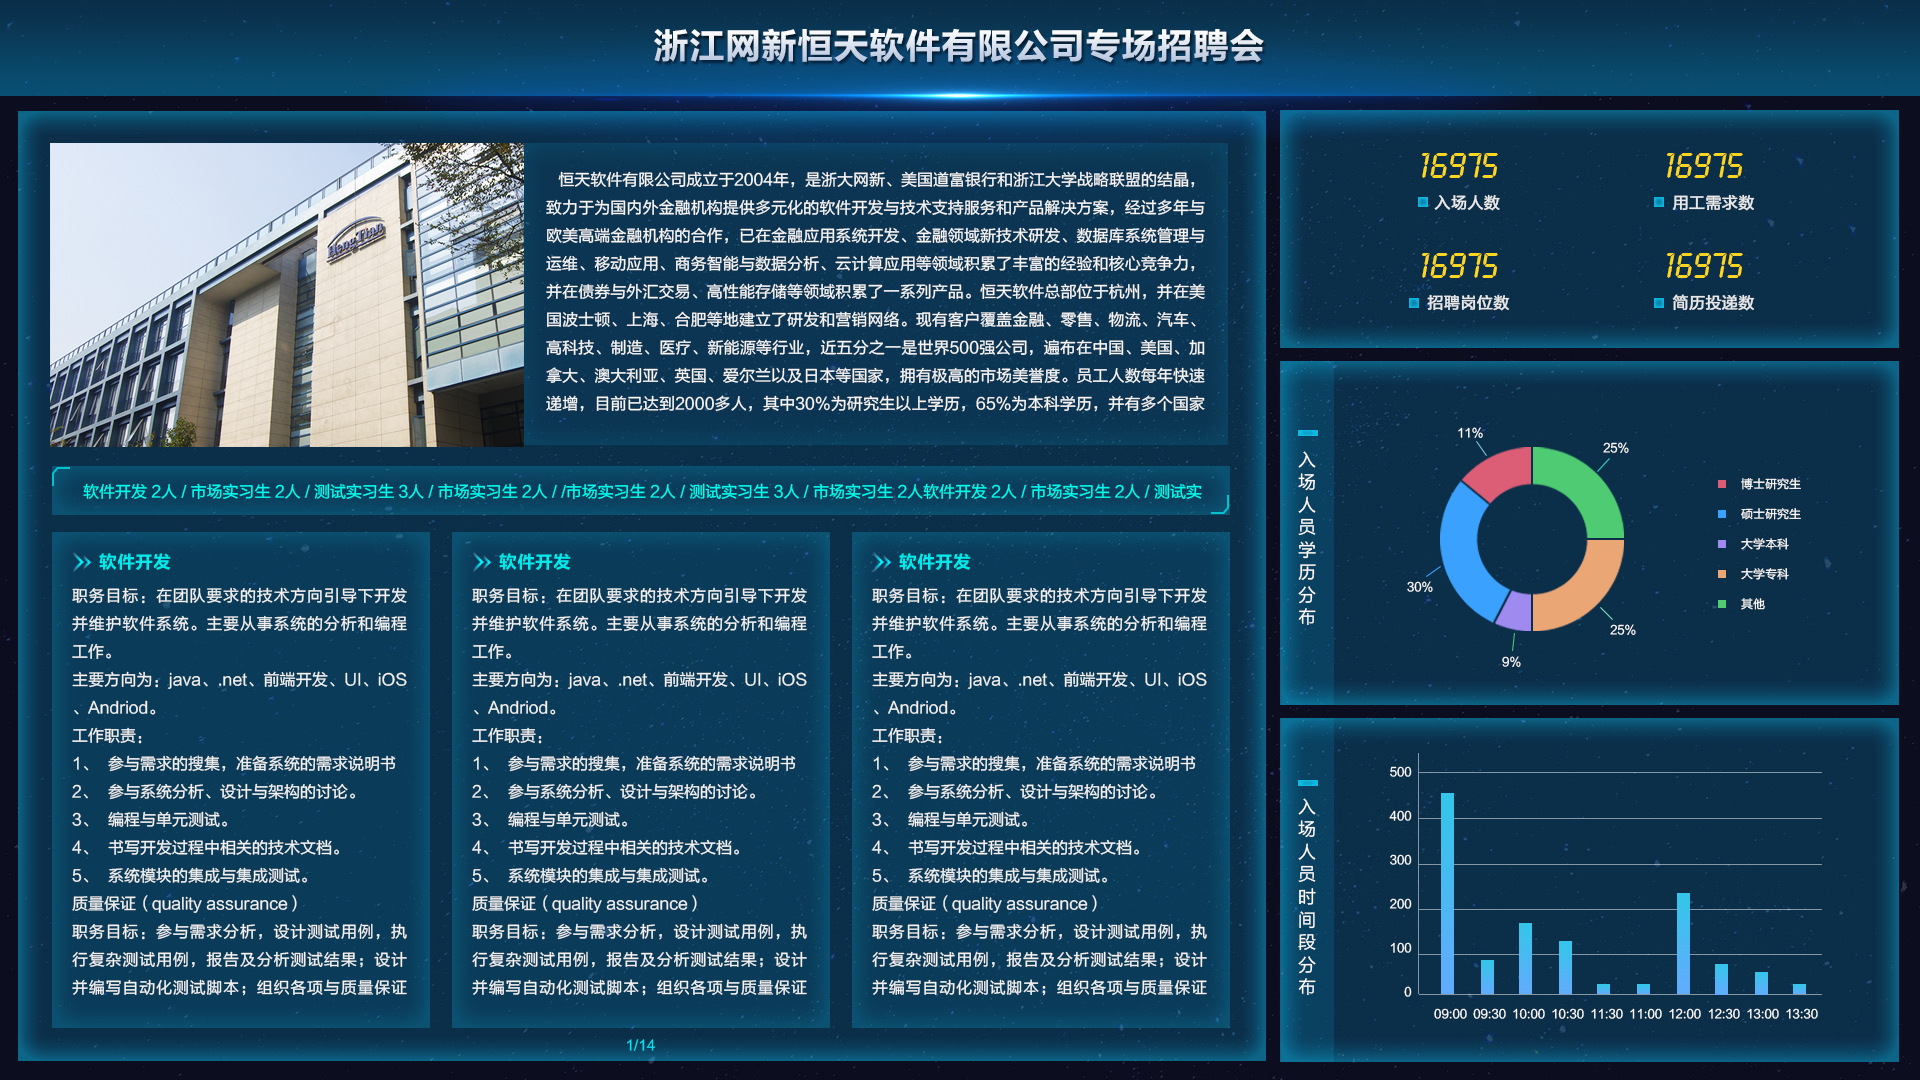 浙江网新恒天软件有限公司专场招聘会
HengTian
恒天软件有限公司成立于2004年，是浙大网新、美国道富银行和浙江大学战略联盟的结晶，
致力于为国内外金融机构提供多元化的软件开发与技术支持服务和产品解决方案，经过多年与
欧美高端金融机构的合作，已在金融应用系统开发、金融领域新技术研发、数据库系统管理与
运维、移动应用、商务智能与数据分析、云计算应用等领域积累了丰富的经验和核心竞争力，
并在债券与外汇交易、高性能存储等领域积累了一系列产品。恒天软件总部位于杭州，并在美
国波士顿、上海、合肥等地建立了研发和营销网络。现有客户覆盖金融、零售、物流、汽车、
高科技、制造、医疗、新能源等行业，近五分之一是世界500强公司，遍布在中国、美国、加
拿大、澳大利亚、英国、爱尔兰以及日本等国家，拥有极高的市场美誉度。员工人数每年快速
递增，目前已达到2000多人，其中30%为研究生以上学历，65%为本科学历，并有多个国家
软件开发 2人 / 市场实习生 2人 / 测试实习生 3人 / 市场实习生 2人 / /市场实习生 2人 / 测试实习生 3人 / 市场实习生 2人软件开发 2人 / 市场实习生 2人 / 测试实
软件开发
职务目标：在团队要求的技术方向引导下开发
并维护软件系统。主要从事系统的分析和编程
工作。
主要方向为：java、.net、前端开发、UI、iOS
、Andriod。
工作职责：
1、 参与需求的搜集，准备系统的需求说明书
2、 参与系统分析、设计与架构的讨论。
3、 编程与单元测试。
4、 书写开发过程中相关的技术文档。
5、 系统模块的集成与集成测试。
质量保证（quality assurance）
职务目标：参与需求分析，设计测试用例，执
行复杂测试用例，报告及分析测试结果；设计
并编写自动化测试脚本；组织各项与质量保证
软件开发
职务目标：在团队要求的技术方向引导下开发
并维护软件系统。主要从事系统的分析和编程
工作。
主要方向为：java、.net、前端开发、UI、iOS
、Andriod。
工作职责：
1、 参与需求的搜集，准备系统的需求说明书
2、 参与系统分析、设计与架构的讨论。
3、 编程与单元测试。
4、 书写开发过程中相关的技术文档。
5、 系统模块的集成与集成测试。
质量保证（quality assurance）
职务目标：参与需求分析，设计测试用例，执
行复杂测试用例，报告及分析测试结果；设计
并编写自动化测试脚本；组织各项与质量保证
软件开发
职务目标：在团队要求的技术方向引导下开发
并维护软件系统。主要从事系统的分析和编程
工作。
主要方向为：java、.net、前端开发、UI、iOS
、Andriod。
工作职责：
1、 参与需求的搜集，准备系统的需求说明书
2、 参与系统分析、设计与架构的讨论。
3、 编程与单元测试。
4、 书写开发过程中相关的技术文档。
5、 系统模块的集成与集成测试。
质量保证（quality assurance）
职务目标：参与需求分析，设计测试用例，执
行复杂测试用例，报告及分析测试结果；设计
并编写自动化测试脚本；组织各项与质量保证
1/14
16975 16975
入场人数 用工需求数
16975 16975
招聘岗位数 简历投递数
入场人员学历分布
11%
25%
30%
25%
9%
博士研究生
硕士研究生
大学本科
大学专科
其他
入场人员时间段分布
500
400
300
200
100
0
09:00 09:30 10:00 10:30 11:30 11:00 12:00 12:30 13:00 13:30